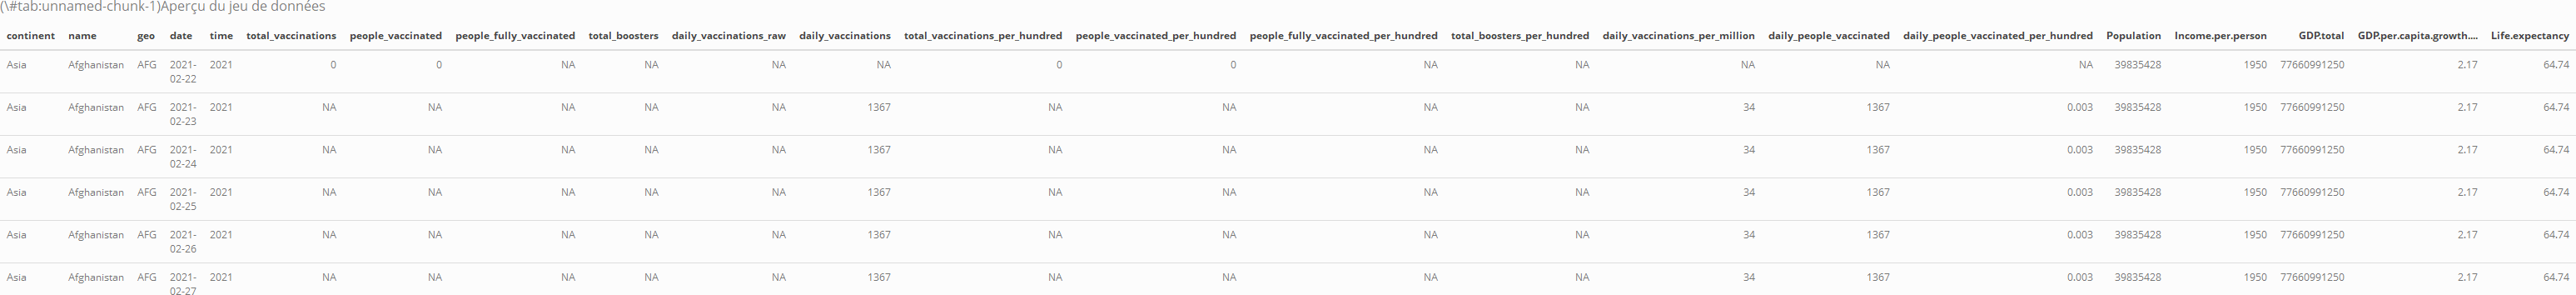 (\#tab:unnamed-chunk-1)Aperçu du jeu de données
continent name geo date time total_vaccinations people_vaccinated people_fully_vaccinated total_boosters daily_vaccinations_raw daily_vaccinations total_vaccinations_per_hundred people_vaccinated_per_hundred people_fully_vaccinated_per_hundred total_boosters_per_hundred daily_vaccinations_per_million daily_people_vaccinated daily_people_vaccinated_per_hundred Population Income.per.person GDP.total GDP.per.capita.growth.... Life.expectancy
Asia Afghanistan AFG 2021- 2021 0 0 NA NA NA NA 0 0 NA NA NA NA NA 39835428 1950 77660991250 2.17 64.74
02-22
Asia Afghanistan AFG 2021- 2021 NA NA NA NA NA 1367 NA NA NA NA 34 1367 0.003 39835428 1950 77660991250 2.17 64.74
02-23
Asia Afghanistan AFG 2021- 2021 NA NA NA NA NA 1367 NA NA NA NA 34 1367 0.003 39835428 1950 77660991250 2.17 64.74
02-24
Asia Afghanistan AFG 2021- 2021 NA NA NA NA NA 1367 NA NA NA NA 34 1367 0.003 39835428 1950 77660991250 2.17 64.74
02-25
Asia Afghanistan AFG 2021- 2021 NA NA NA NA NA 1367 NA NA NA NA 34 1367 0.003 39835428 1950 77660991250 2.17 64.74
02-26
Asia Afghanistan AFG 2021- 2021 NA NA NA NA NA 1367 NA NA NA NA 34 1367 0.003 39835428 1950 77660991250 2.17 64.74
02-27